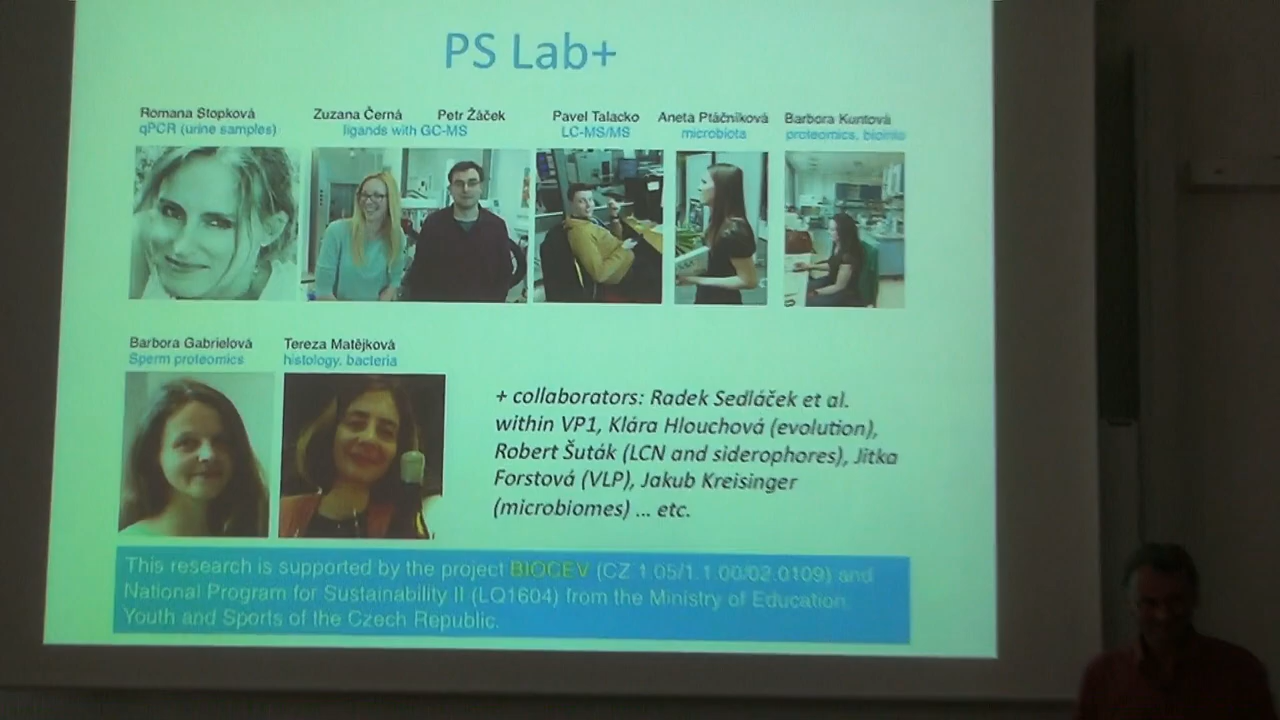 PS Lab+
Romana Stopková
qPCR (urine samples)
Zuzana Černá
Petr Žáček
ligands with GC-MS
Pavel Talacko
LC-MS/MS
Aneta Ptáčníková
microbiota
Barbora Kuntová
proteomics, bioinfo
Barbora Gabrielová
Sperm proteomics
Tereza Matějková
histology, bacteria
+ collaborators: Radek Sedláček et al.
within VP1, Klára Hlouchová (evolution),
Robert Šuták (LCN and siderophores), Jitka
Forstová (VLP), Jakub Kreisinger
(microbiomes) ... etc.
This research is supported by the project BIOCEV (CZ.1.05/1.1.00/02.0109) and
National Program for Sustainability II (LQ1604) from the Ministry of Education,
Youth and Sports of the Czech Republic.